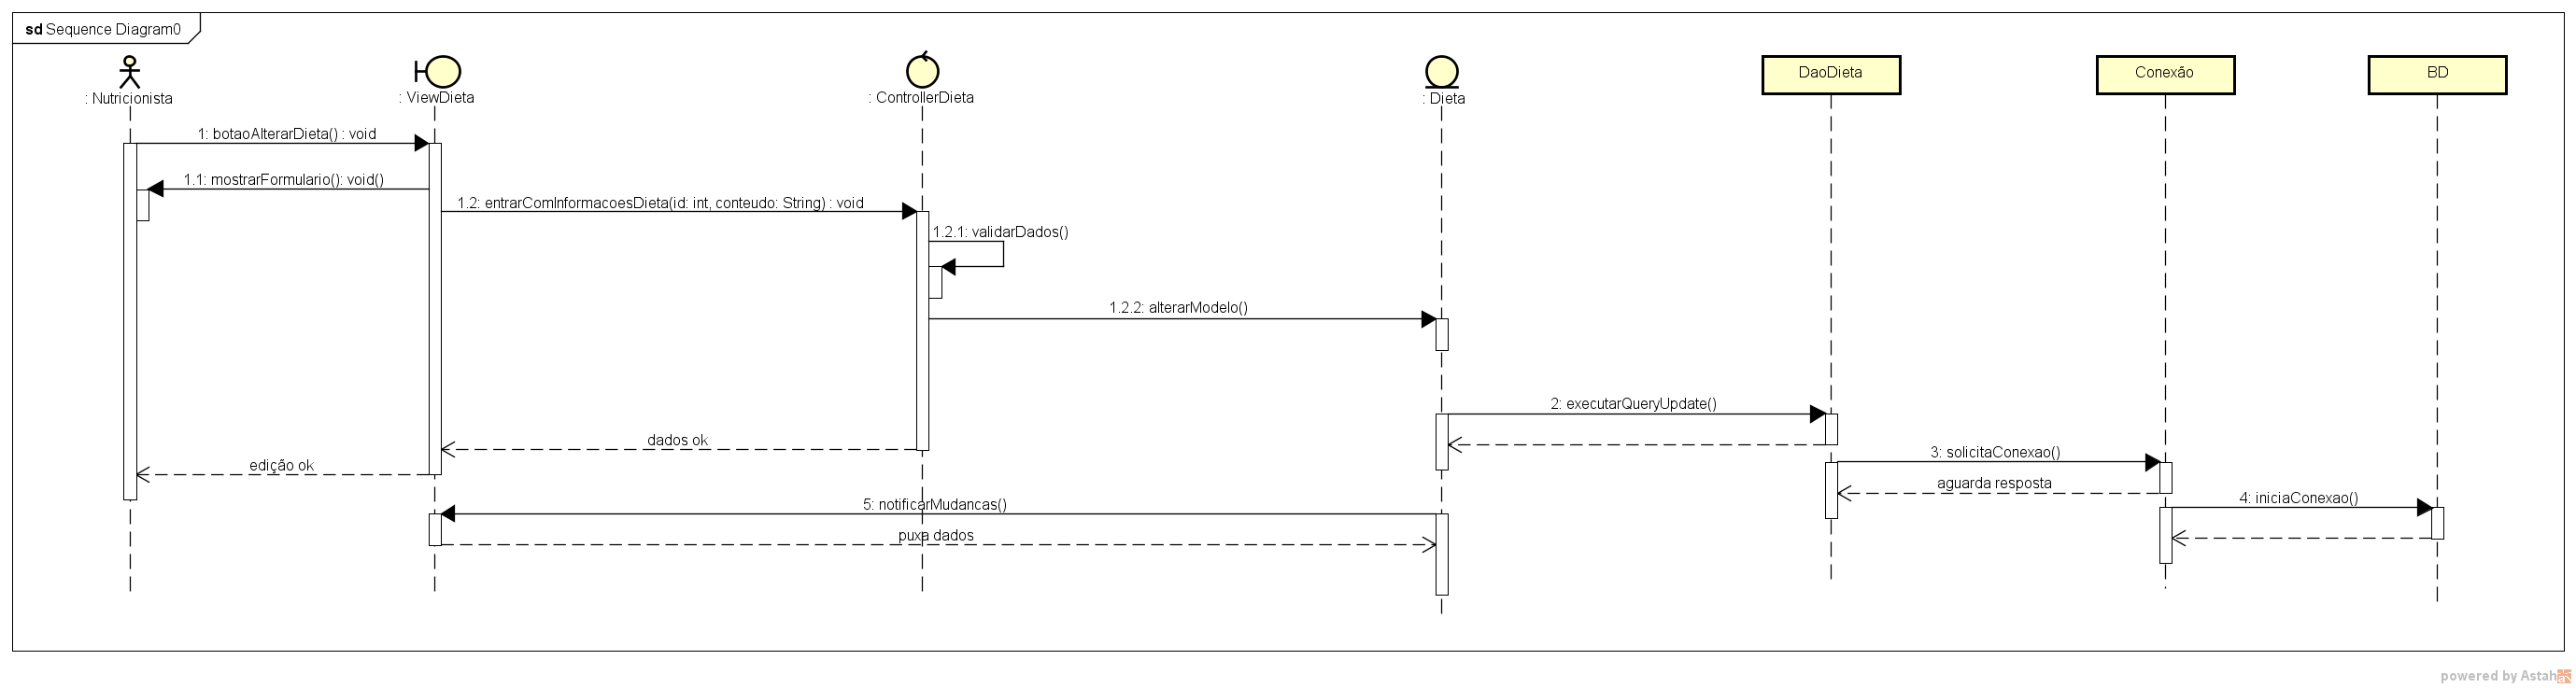 sd Sequence Diagram0
: Nutricionista
: ViewDieta
: ControllerDieta
: Dieta
DaoDieta
Conexão
BD
1: botaoAlterarDieta() : void
1.1: mostrarFormulario(): void()
1.2: entrarComInformacoesDieta(id: int, conteudo: String) : void
1.2.1: validarDados()
1.2.2: alterarModelo()
2: executarQueryUpdate()
dados ok
3: solicitaConexao()
edição ok
aguarda resposta
4: iniciaConexao()
5: notificarMudancas()
puxa dados
powered by Astah